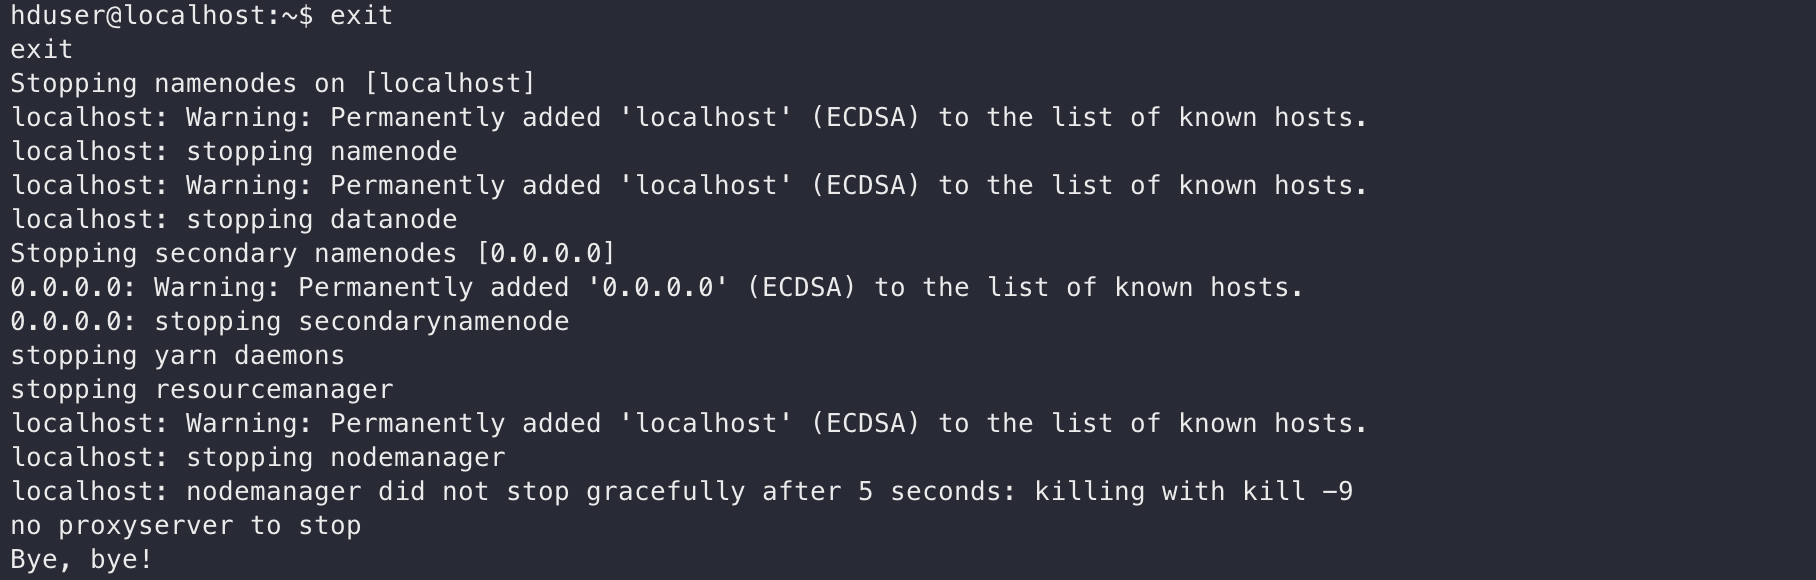 hduser@localhost:~$ exit
exit
Stopping namenodes on [localhost]
localhost: Warning: Permanently added 'localhost' (ECDSA) to the list of known hosts.
localhost: stopping namenode
localhost: Warning: Permanently added 'localhost' (ECDSA) to the list of known hosts.
localhost: stopping datanode
Stopping secondary namenodes [0.0.0.0]
0.0.0.0: Warning: Permanently added '0.0.0.0' (ECDSA) to the list of known hosts.
0.0.0.0: stopping secondarynamenode
stopping yarn daemons
stopping resourcemanager
localhost: Warning: Permanently added 'localhost' (ECDSA) to the list of known hosts.
localhost: stopping nodemanager
localhost: nodemanager did not stop gracefully after 5 seconds: killing with kill -9
no proxyserver to stop
Bye, bye!